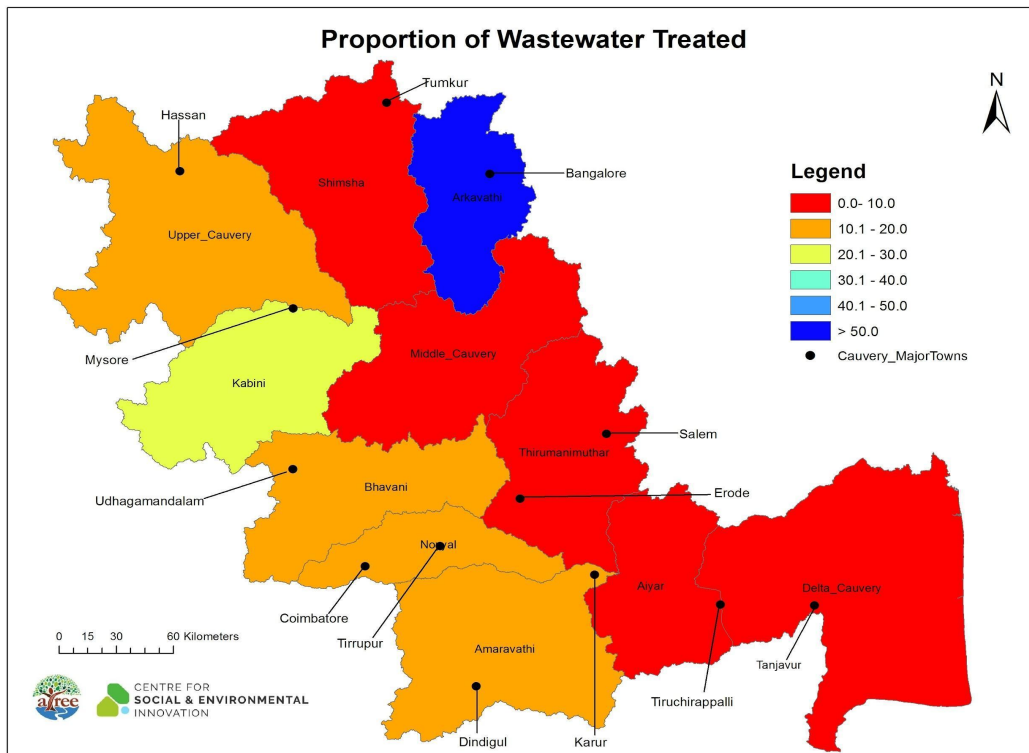 Proportion of Wastewater Treated
N
Tumkur
Hassan
Bangalore
Shimsha
Arkavathi
Upper_Cauvery
Legend
0.0- 10.0
10.1 - 20.0
20.1 - 30.0
30.1 - 40.0
40.1 - 50.0
> 50.0
Cauvery_MajorTowns
Mysore
Middle_Cauvery
Kabini
Salem
Thirumanimuthar
Udhagamandalam
Bhavani
Erode
Aiyar
Delta_Cauvery
Coimbatore
Tirrupur
0 15 30 60 Kilometers
Amaravathi
Tanjavur
Tiruchirappalli
Dindigul
Karur
atree
CENTRE FOR
SOCIAL & ENVIRONMENTAL
INNOVATION